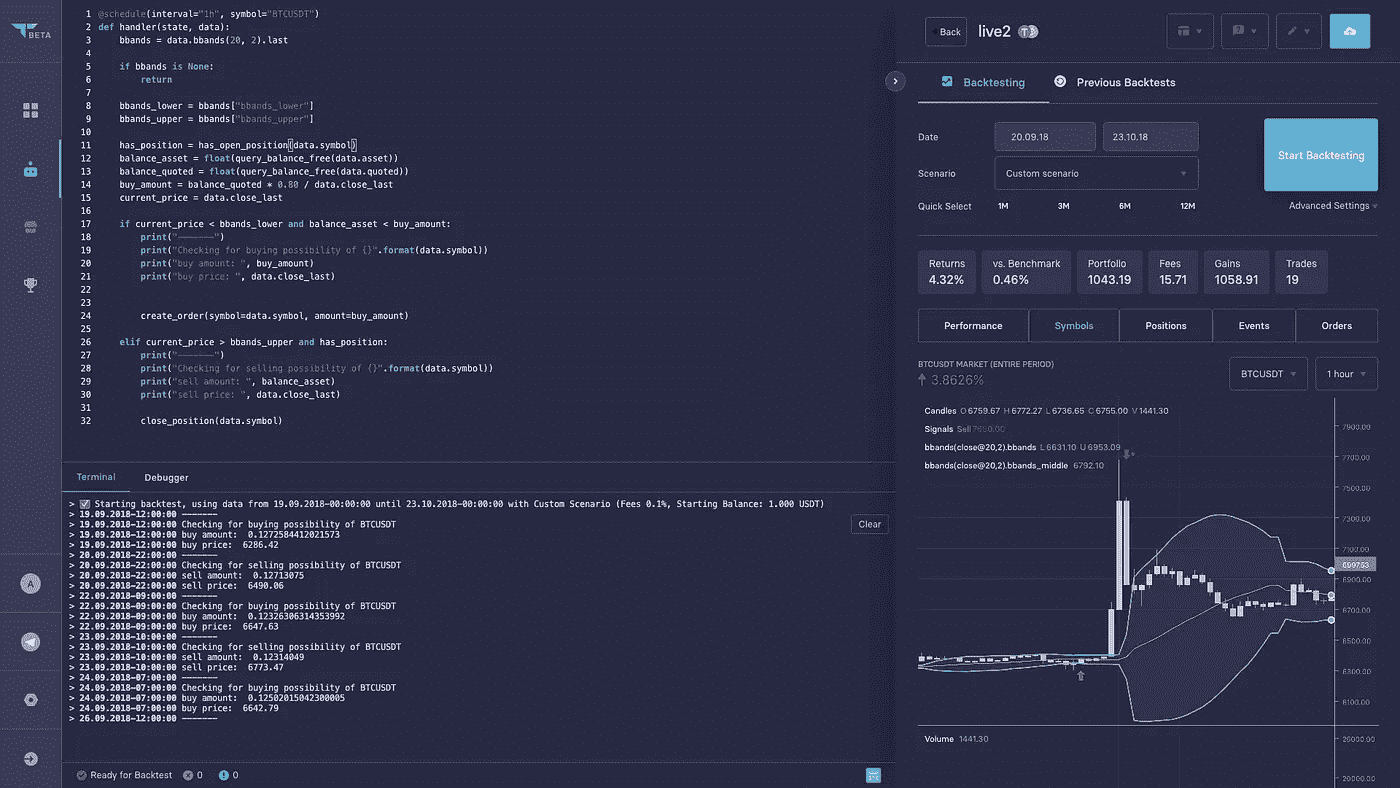 BETA
1 @schedule(interval="1h", symbol="BTCUSDT")
2 def handler(state, data):
3 bbands = data.bbands(20, 2).last
4
5 if bbands is None:
6 return
7
8 bbands_lower = bbands["bbands_lower"]
9 bbands_upper = bbands["bbands_upper"]
10
11 has_position = has_open_position(data.symbol)
12 balance_asset = float(query_balance_free(data.asset))
13 balance_quoted = float(query_balance_free(data.quoted))
14 buy_amount = balance_quoted * 0.80 / data.close_last
15 current_price = data.close_last
16
17 if current_price < bbands_lower and balance_asset < buy_amount:
18 print("-------")
19 print("Checking for buying possibility of {}".format(data.symbol))
20 print("buy amount: ", buy_amount)
21 print("buy price: ", data.close_last)
22
23
24 create_order(symbol=data.symbol, amount=buy_amount)
25
26 elif current_price > bbands_upper and has_position:
27 print("-------")
28 print("Checking for selling possibility of {}".format(data.symbol))
29 print("sell amount: ", balance_asset)
30 print("sell price: ", data.close_last)
31
32 close_position(data.symbol)
Terminal Debugger
> Starting backtest, using data from 19.09.2018-00:00:00 until 23.10.2018-00:00:00 with Custom Scenario (Fees 0.1%, Starting Balance: 1.000 USDT)
> 19.09.2018-12:00:00 -------
> 19.09.2018-12:00:00 Checking for buying possibility of BTCUSDT
> 19.09.2018-12:00:00 buy amount: 0.1272584412021573
> 19.09.2018-12:00:00 buy price: 6286.42
> 20.09.2018-22:00:00 -------
> 20.09.2018-22:00:00 Checking for selling possibility of BTCUSDT
> 20.09.2018-22:00:00 sell amount: 0.12713075
> 20.09.2018-22:00:00 sell price: 6490.06
> 22.09.2018-09:00:00 -------
> 22.09.2018-09:00:00 Checking for buying possibility of BTCUSDT
> 22.09.2018-09:00:00 buy amount: 0.12326306314353992
> 22.09.2018-09:00:00 buy price: 6647.63
> 23.09.2018-10:00:00 -------
> 23.09.2018-10:00:00 Checking for selling possibility of BTCUSDT
> 23.09.2018-10:00:00 sell amount: 0.12314049
> 23.09.2018-10:00:00 sell price: 6773.47
> 24.09.2018-07:00:00 -------
> 24.09.2018-07:00:00 Checking for buying possibility of BTCUSDT
> 24.09.2018-07:00:00 buy amount: 0.12502015042300005
> 24.09.2018-07:00:00 buy price: 6642.79
> 26.09.2018-12:00:00 -------
Clear
Ready for Backtest 0 0
A
Back live2
Backtesting Previous Backtests
Date 20.09.18 23.10.18
Start Backtesting
Scenario Custom scenario
Quick Select 1M 3M 6M 12M
Advanced Settings
Returns vs. Benchmark Portfolio Fees Gains Trades
4.32% 0.46% 1043.19 15.71 1058.91 19
Performance Symbols Positions Events Orders
BTCUSDT MARKET (ENTIRE PERIOD)
3.8626%
BTCUSDT 1 hour
Candles O 6759.67 H 6772.27 L 6736.65 C 6755.00 V 1441.30
Signals Sell
bbands(close@20,2).bbands L 6631.10 U 6953.09
bbands(close@20,2).bbands_middle 6792.10
7900.00
7700.00
7500.00
7300.00
7100.00
6900.00
6700.00
6500.00
6300.00
6100.00
Volume 1441.30
20000.00